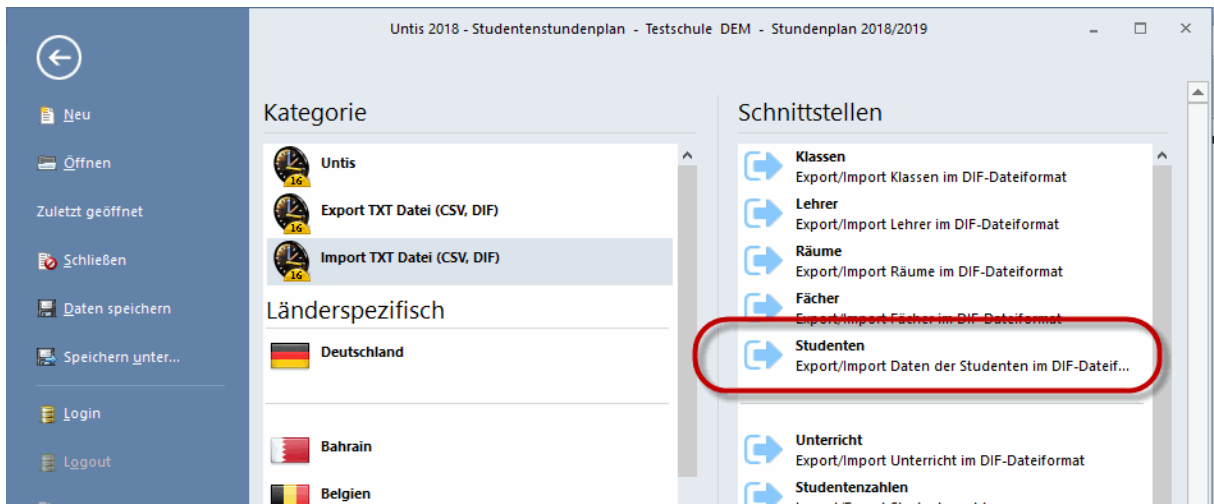 Untis 2018 - Studentenstundenplan - Testschule DEM - Stundenplan 2018/2019
Neu
Öffnen
Zuletzt geöffnet
Schließen
Daten speichern
Speichern unter...
Login
Logout
Kategorie
16
Untis
16
Export TXT Datei (CSV, DIF)
16
Import TXT Datei (CSV, DIF)
Länderspezifisch
Deutschland
Bahrain
Belgien
Schnittstellen
Klassen
Export/Import Klassen im DIF-Dateiformat
Lehrer
Export/Import Lehrer im DIF-Dateiformat
Räume
Export/Import Räume im DIF-Dateiformat
Fächer
Export/Import Fächer im DIF-Dateiformat
Studenten
Export/Import Daten der Studenten im DIF-Dateif...
Unterricht
Export/Import Unterricht im DIF-Dateiformat
Studentenzahlen